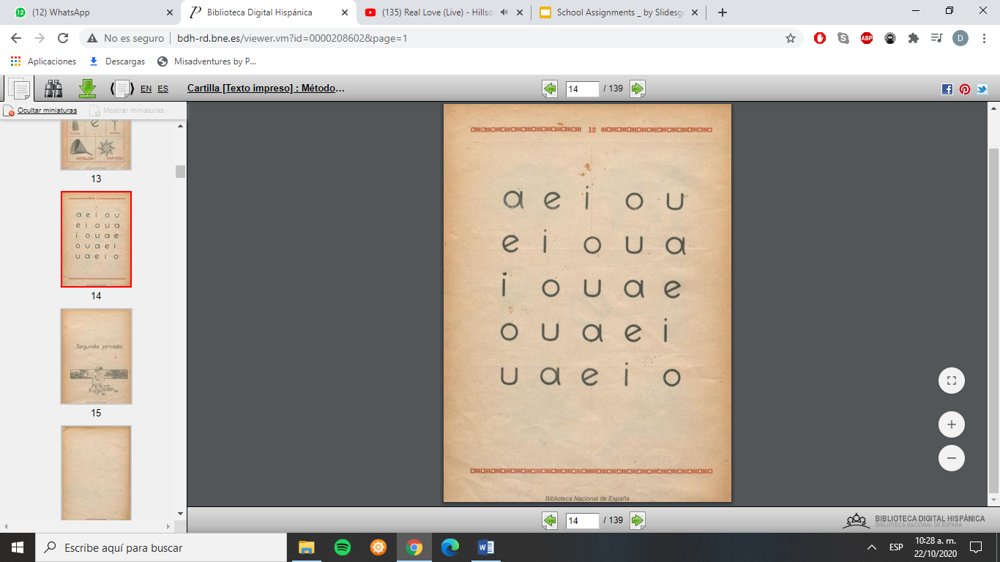 (12) WhatsApp
Biblioteca Digital Hispánica
(135) Real Love (Live) - Hillso
School Assignments _ by Slidesg
No es seguro
bdh-rd.bne.es/viewer.vm?id=0000208602&page=1
ABP
D
Aplicaciones
Descargas
Misadventures by P...
EN ES
Cartilla [Texto impreso] : Método...
14 / 139
Ocultar miniaturas
Mostrar miniaturas
e
embudo
estrella
13
a e i o u
e i o u a
i o u a e
o u a e i
u a e i o
14
Segunda jornada
15
12
a e i o u
e i o u a
i o u a e
o u a e i
u a e i o
Biblioteca Nacional de España
14 / 139
BIBLIOTECA DIGITAL HISPÁNICA
BIBLIOTECA NACIONAL DE ESPAÑA
Escribe aquí para buscar
ESP
10:28 a. m.
22/10/2020